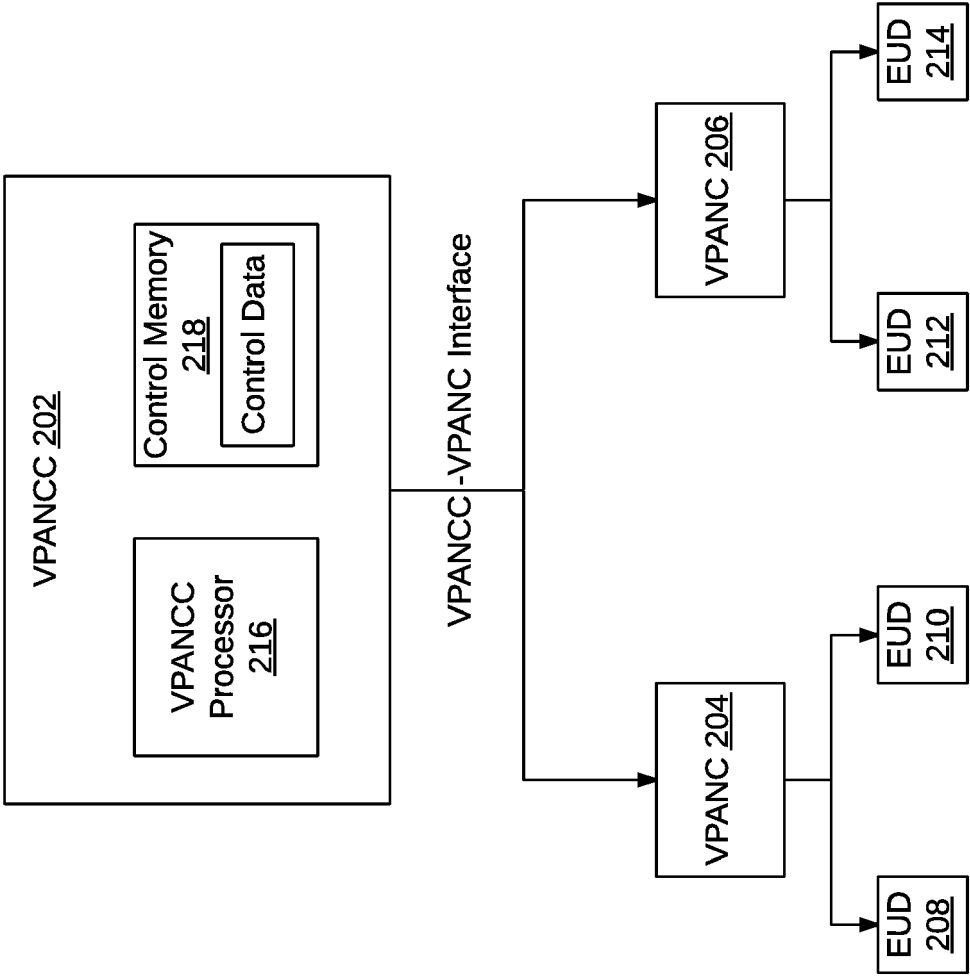 VPANCC 202
VPANCC
Processor
216
Control Memory
218
Control Data
VPANCC -VPANC Interface
VPANC 204
VPANC 206
EUD
208
EUD
210
EUD
212
EUD
214